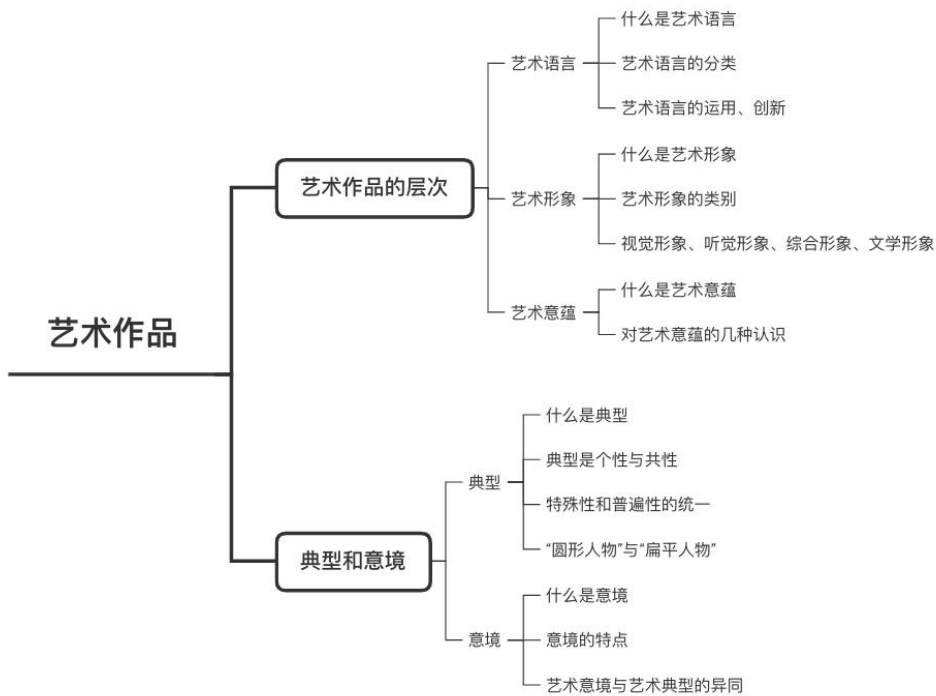 艺术作品
艺术作品的层次
艺术语言
什么是艺术语言
艺术语言的分类
艺术语言的运用、创新
艺术形象
什么是艺术形象
艺术形象的类别
视觉形象、听觉形象、综合形象、文学形象
艺术意蕴
什么是艺术意蕴
对艺术意蕴的几种认识
典型和意境
典型
什么是典型
典型是个性与共性
特殊性和普遍性的统一
“圆形人物”与“扁平人物”
意境
什么是意境
意境的特点
艺术意境与艺术典型的异同